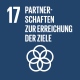 17 PARTNER-
SCHAFTEN
ZUR ERREICHUNG
DER ZIELE